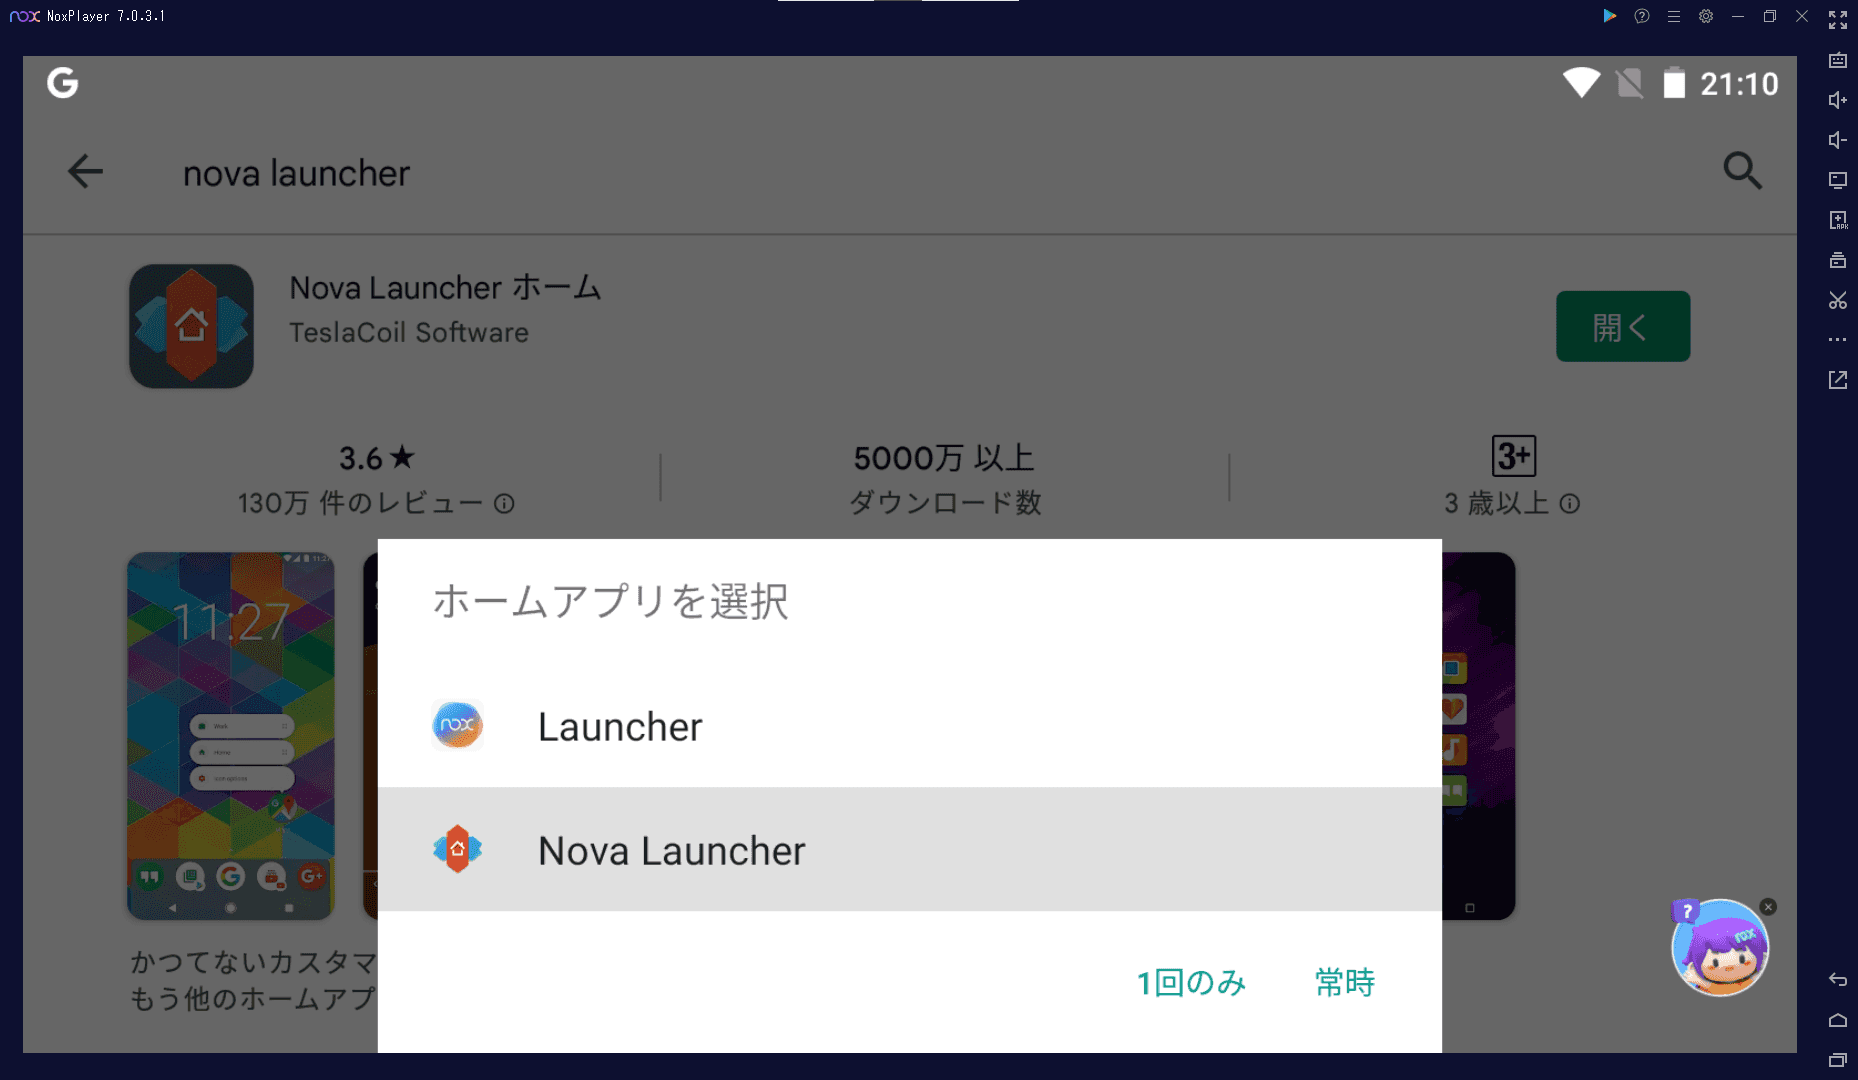 nox NoxPlayer 7.0.3.1
G
21:10
nova launcher
Nova Launcher ホーム
TeslaCoil Software
開く
3.6★
130万 件のレビュー
5000万 以上
ダウンロード数
3+
3 歳以上
11:27
ホームアプリを選択
nox
Launcher
Nova Launcher
1回のみ
常時
かつてないカスタマ
もう他のホームアプ
?
nox
APK